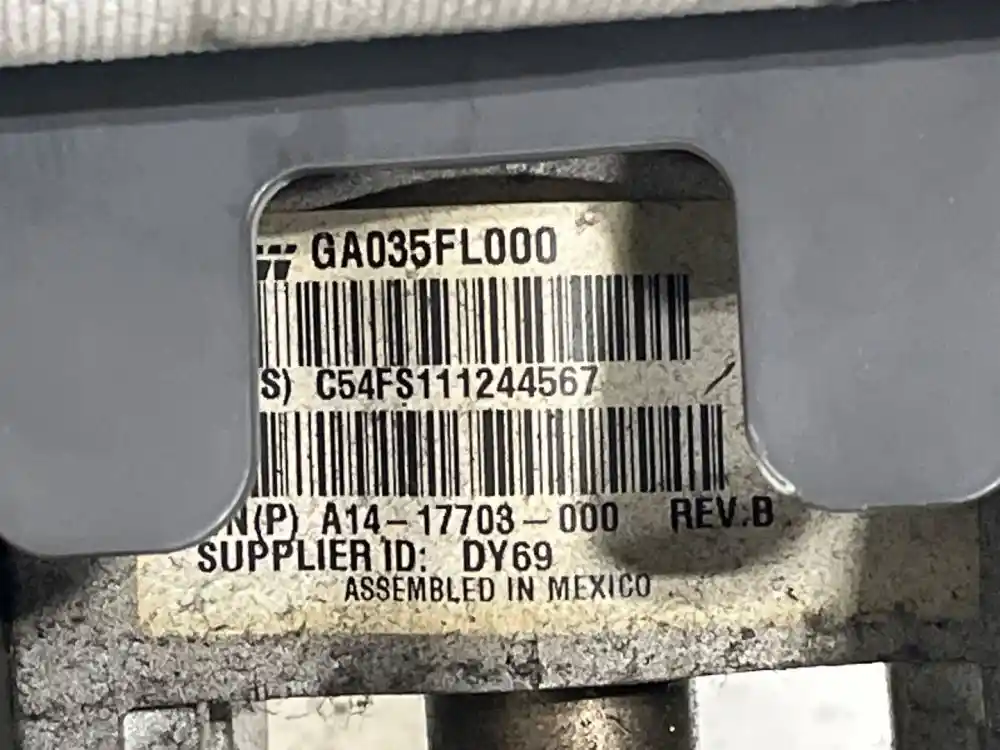 W GA035FL000
S) C54FS111244567
N(P) A14-17703-000 REV.B
SUPPLIER ID: DY69
ASSEMBLED IN MEXICO